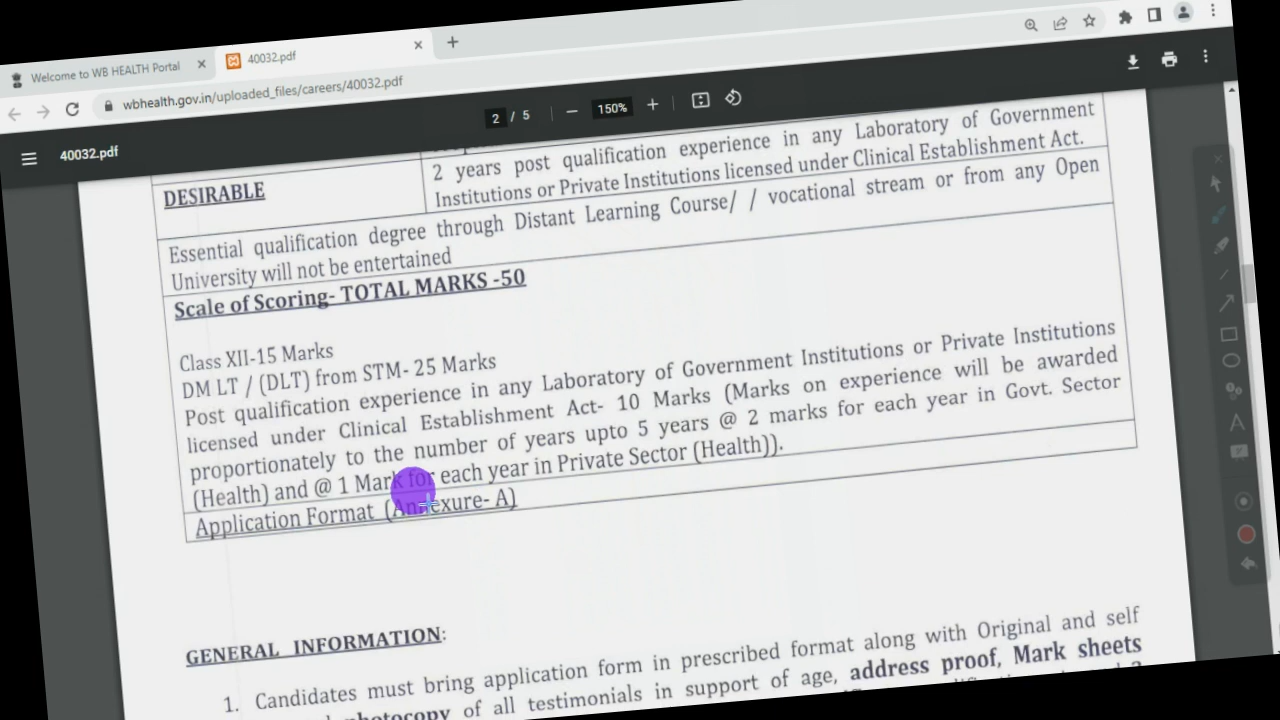 Welcome to WB HEALTH Portal
40032.pdf
wbhealth.gov.in/uploaded_files/careers/40032.pdf
40032.pdf
2 / 5
150%
DESIRABLE
2 years post qualification experience in any Laboratory of Government
Institutions or Private Institutions licensed under Clinical Establishment Act.
Essential qualification degree through Distant Learning Course/ / vocational stream or from any Open
University will not be entertained
Scale of Scoring- TOTAL MARKS -50
Class XII-15 Marks
DM LT / (DLT) from STM- 25 Marks
Post qualification experience in any Laboratory of Government Institutions or Private Institutions
licensed under Clinical Establishment Act- 10 Marks (Marks on experience will be awarded
proportionately to the number of years upto 5 years @ 2 marks for each year in Govt. Sector
(Health) and @ 1 Mark for each year in Private Sector (Health)).
Application Format (Annexure- A)
GENERAL INFORMATION:
1. Candidates must bring application form in prescribed format along with Original and self
photocopy of all testimonials in support of age, address proof, Mark sheets